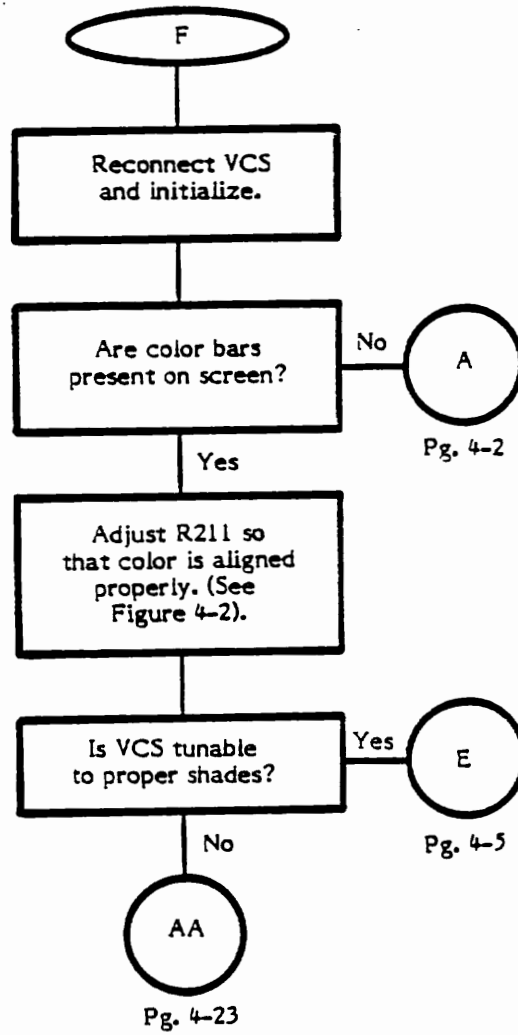 F
Reconnect VCS
and initialize.
Are color bars
present on screen?
No
A
Pg. 4-2
Yes
Adjust R211 so
that color is aligned
properly. (See
Figure 4-2).
Is VCS tunable
to proper shades?
Yes
E
Pg. 4-5
No
AA
Pg. 4-23